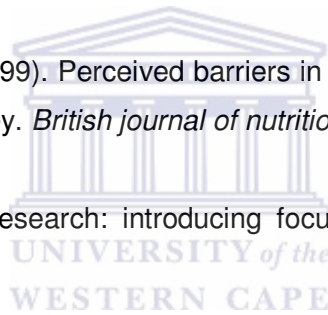 99). Perceived barriers in
y. British journal of nutritio
esearch: introducing focu
UNIVERSITY of the
WESTERN CAPE